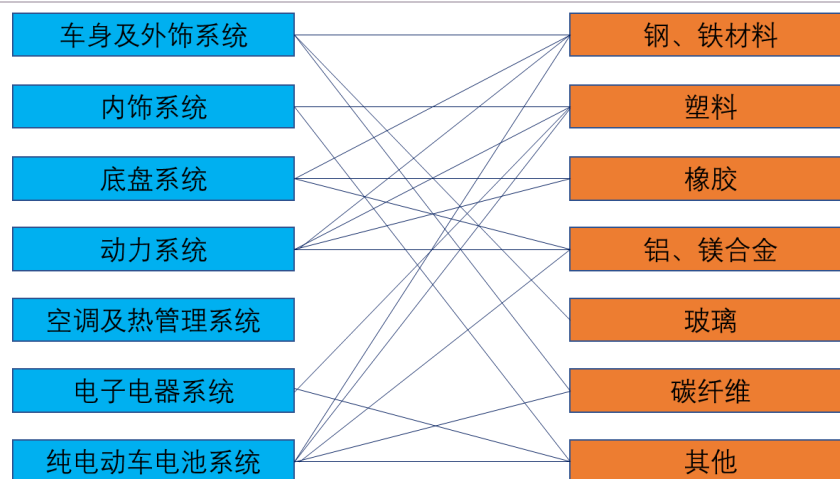 车身及外饰系统
钢、铁材料
内饰系统
塑料
底盘系统
橡胶
动力系统
铝、镁合金
空调及热管理系统
玻璃
电子电器系统
碳纤维
纯电动车电池系统
其他